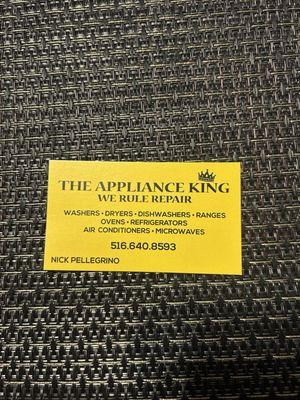 THE APPLIANCE KING
WE RULE REPAIR
WASHERS • DRYERS • DISHWASHERS • RANGES
OVENS • REFRIGERATORS
AIR CONDITIONERS • MICROWAVES
516.640.8593
NICK PELLEGRINO